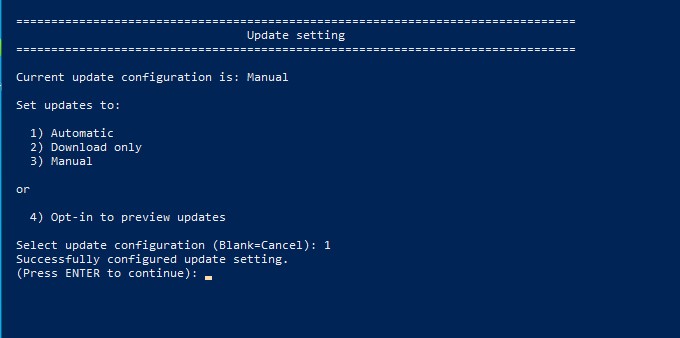 ================================================================================
Update setting
================================================================================
Current update configuration is: Manual
Set updates to:
1) Automatic
2) Download only
3) Manual
or
4) Opt-in to preview updates
Select update configuration (Blank=Cancel): 1
Successfully configured update setting.
(Press ENTER to continue):